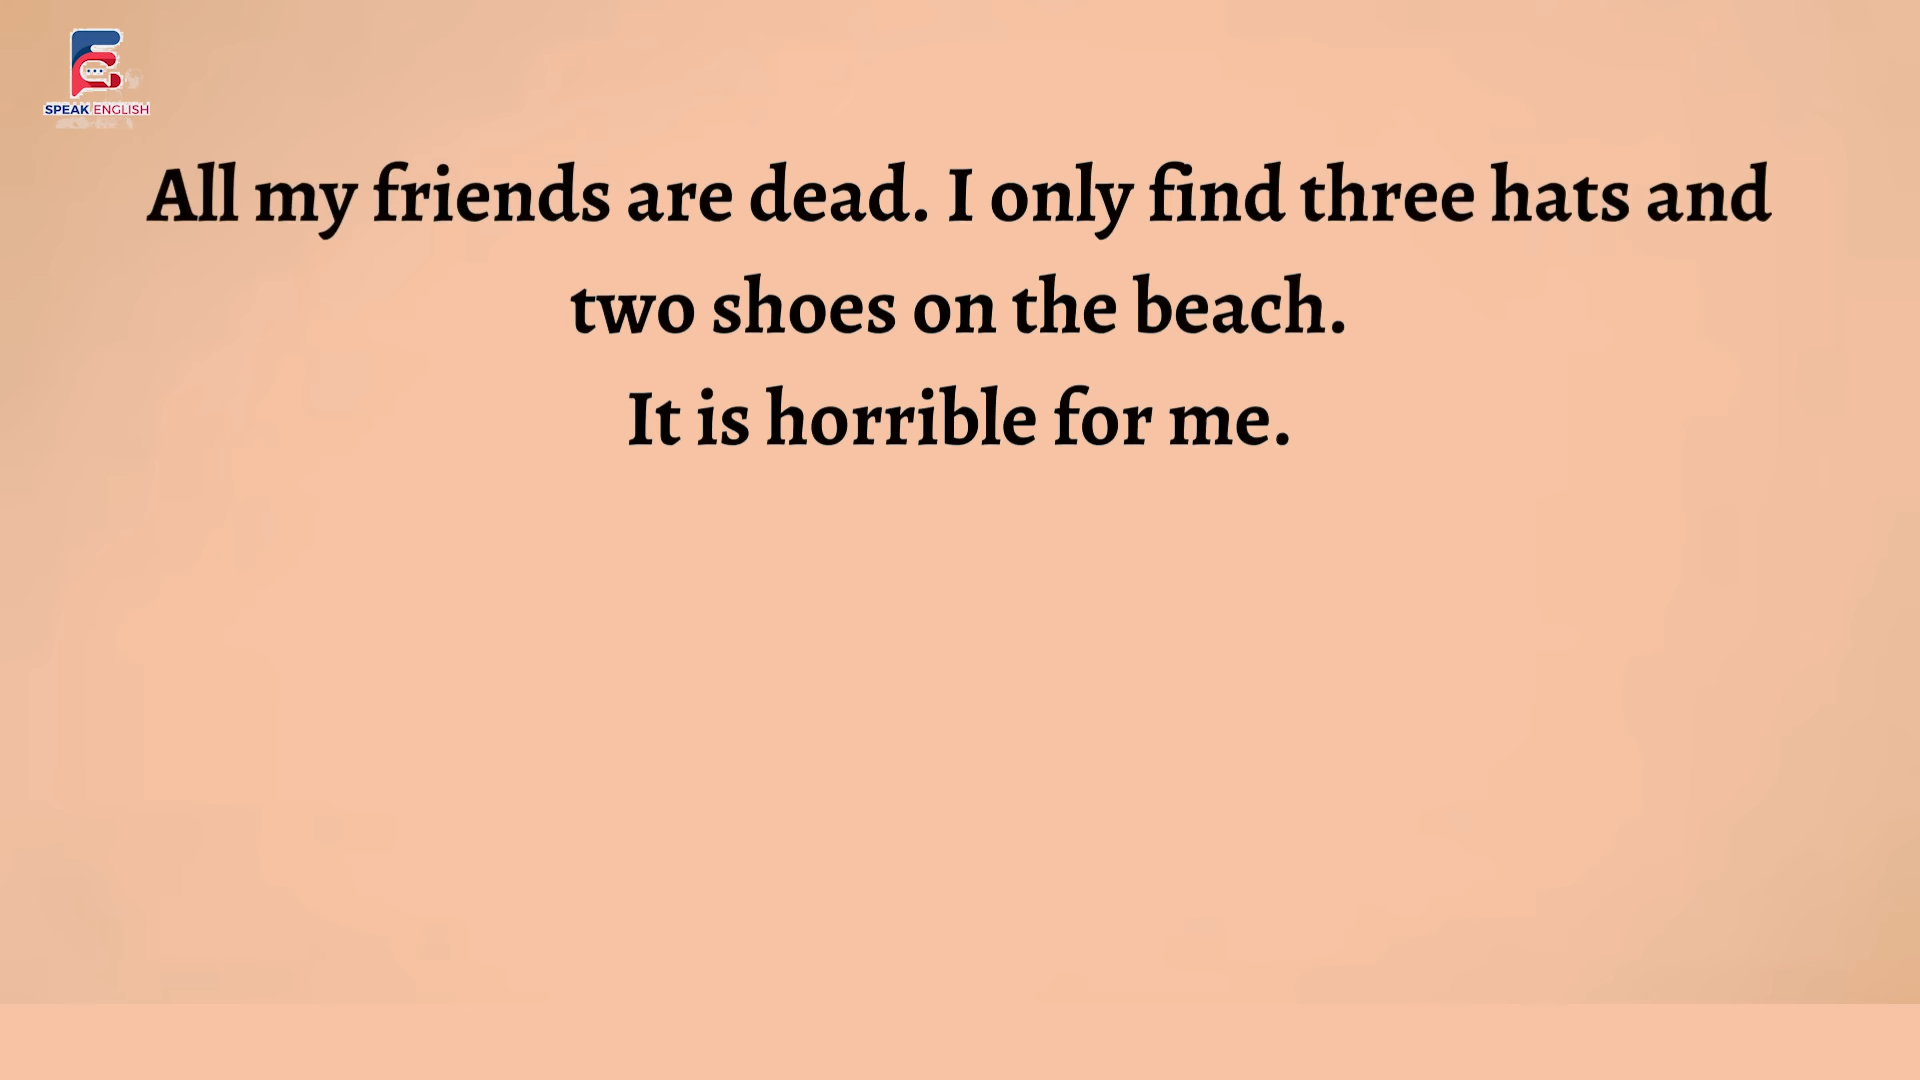 SPEAK ENGLISH
All my friends are dead. I only find three hats and
two shoes on the beach.
It is horrible for me.